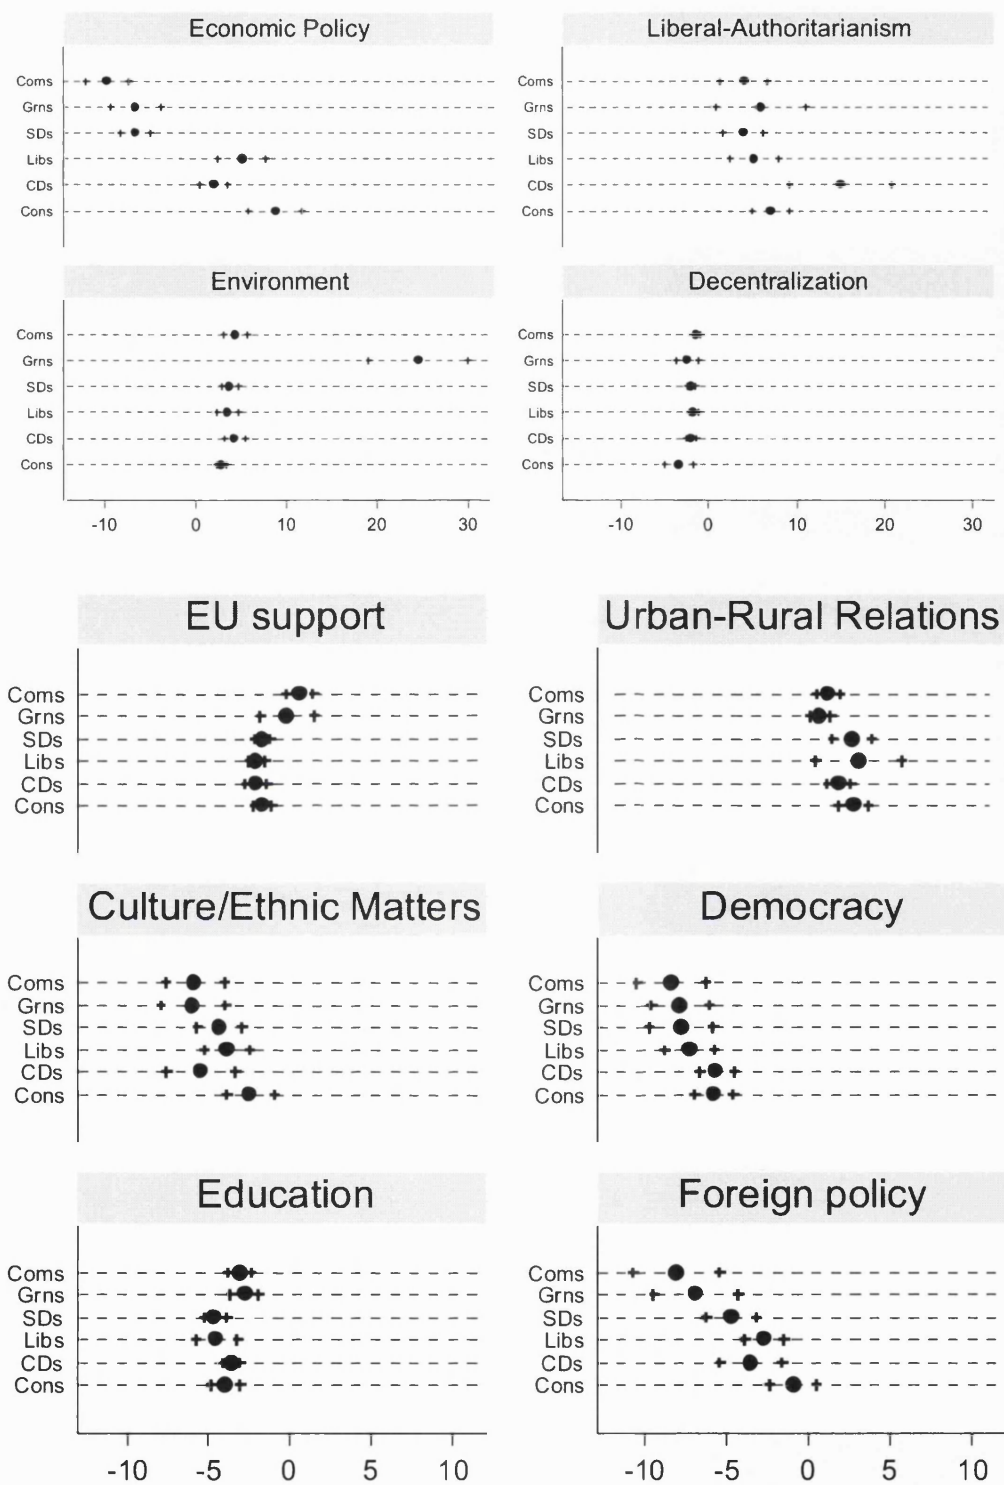 Economic Policy
Coms
Grns
SDs
Libs
CDs
Cons
Liberal-Authoritarianism
Coms
Grns
SDs
Libs
CDs
Cons
Environment
Coms
Grns
SDs
Libs
CDs
Cons
-10 0 10 20 30
Decentralization
Coms
Grns
SDs
Libs
CDs
Cons
-10 0 10 20 30
EU support
Coms
Grns
SDs
Libs
CDs
Cons
Urban-Rural Relations
Coms
Grns
SDs
Libs
CDs
Cons
Culture/Ethnic Matters
Coms
Grns
SDs
Libs
CDs
Cons
Democracy
Coms
Grns
SDs
Libs
CDs
Cons
Education
Coms
Grns
SDs
Libs
CDs
Cons
-10 -5 0 5 10
Foreign policy
Coms
Grns
SDs
Libs
CDs
Cons
-10 -5 0 5 10